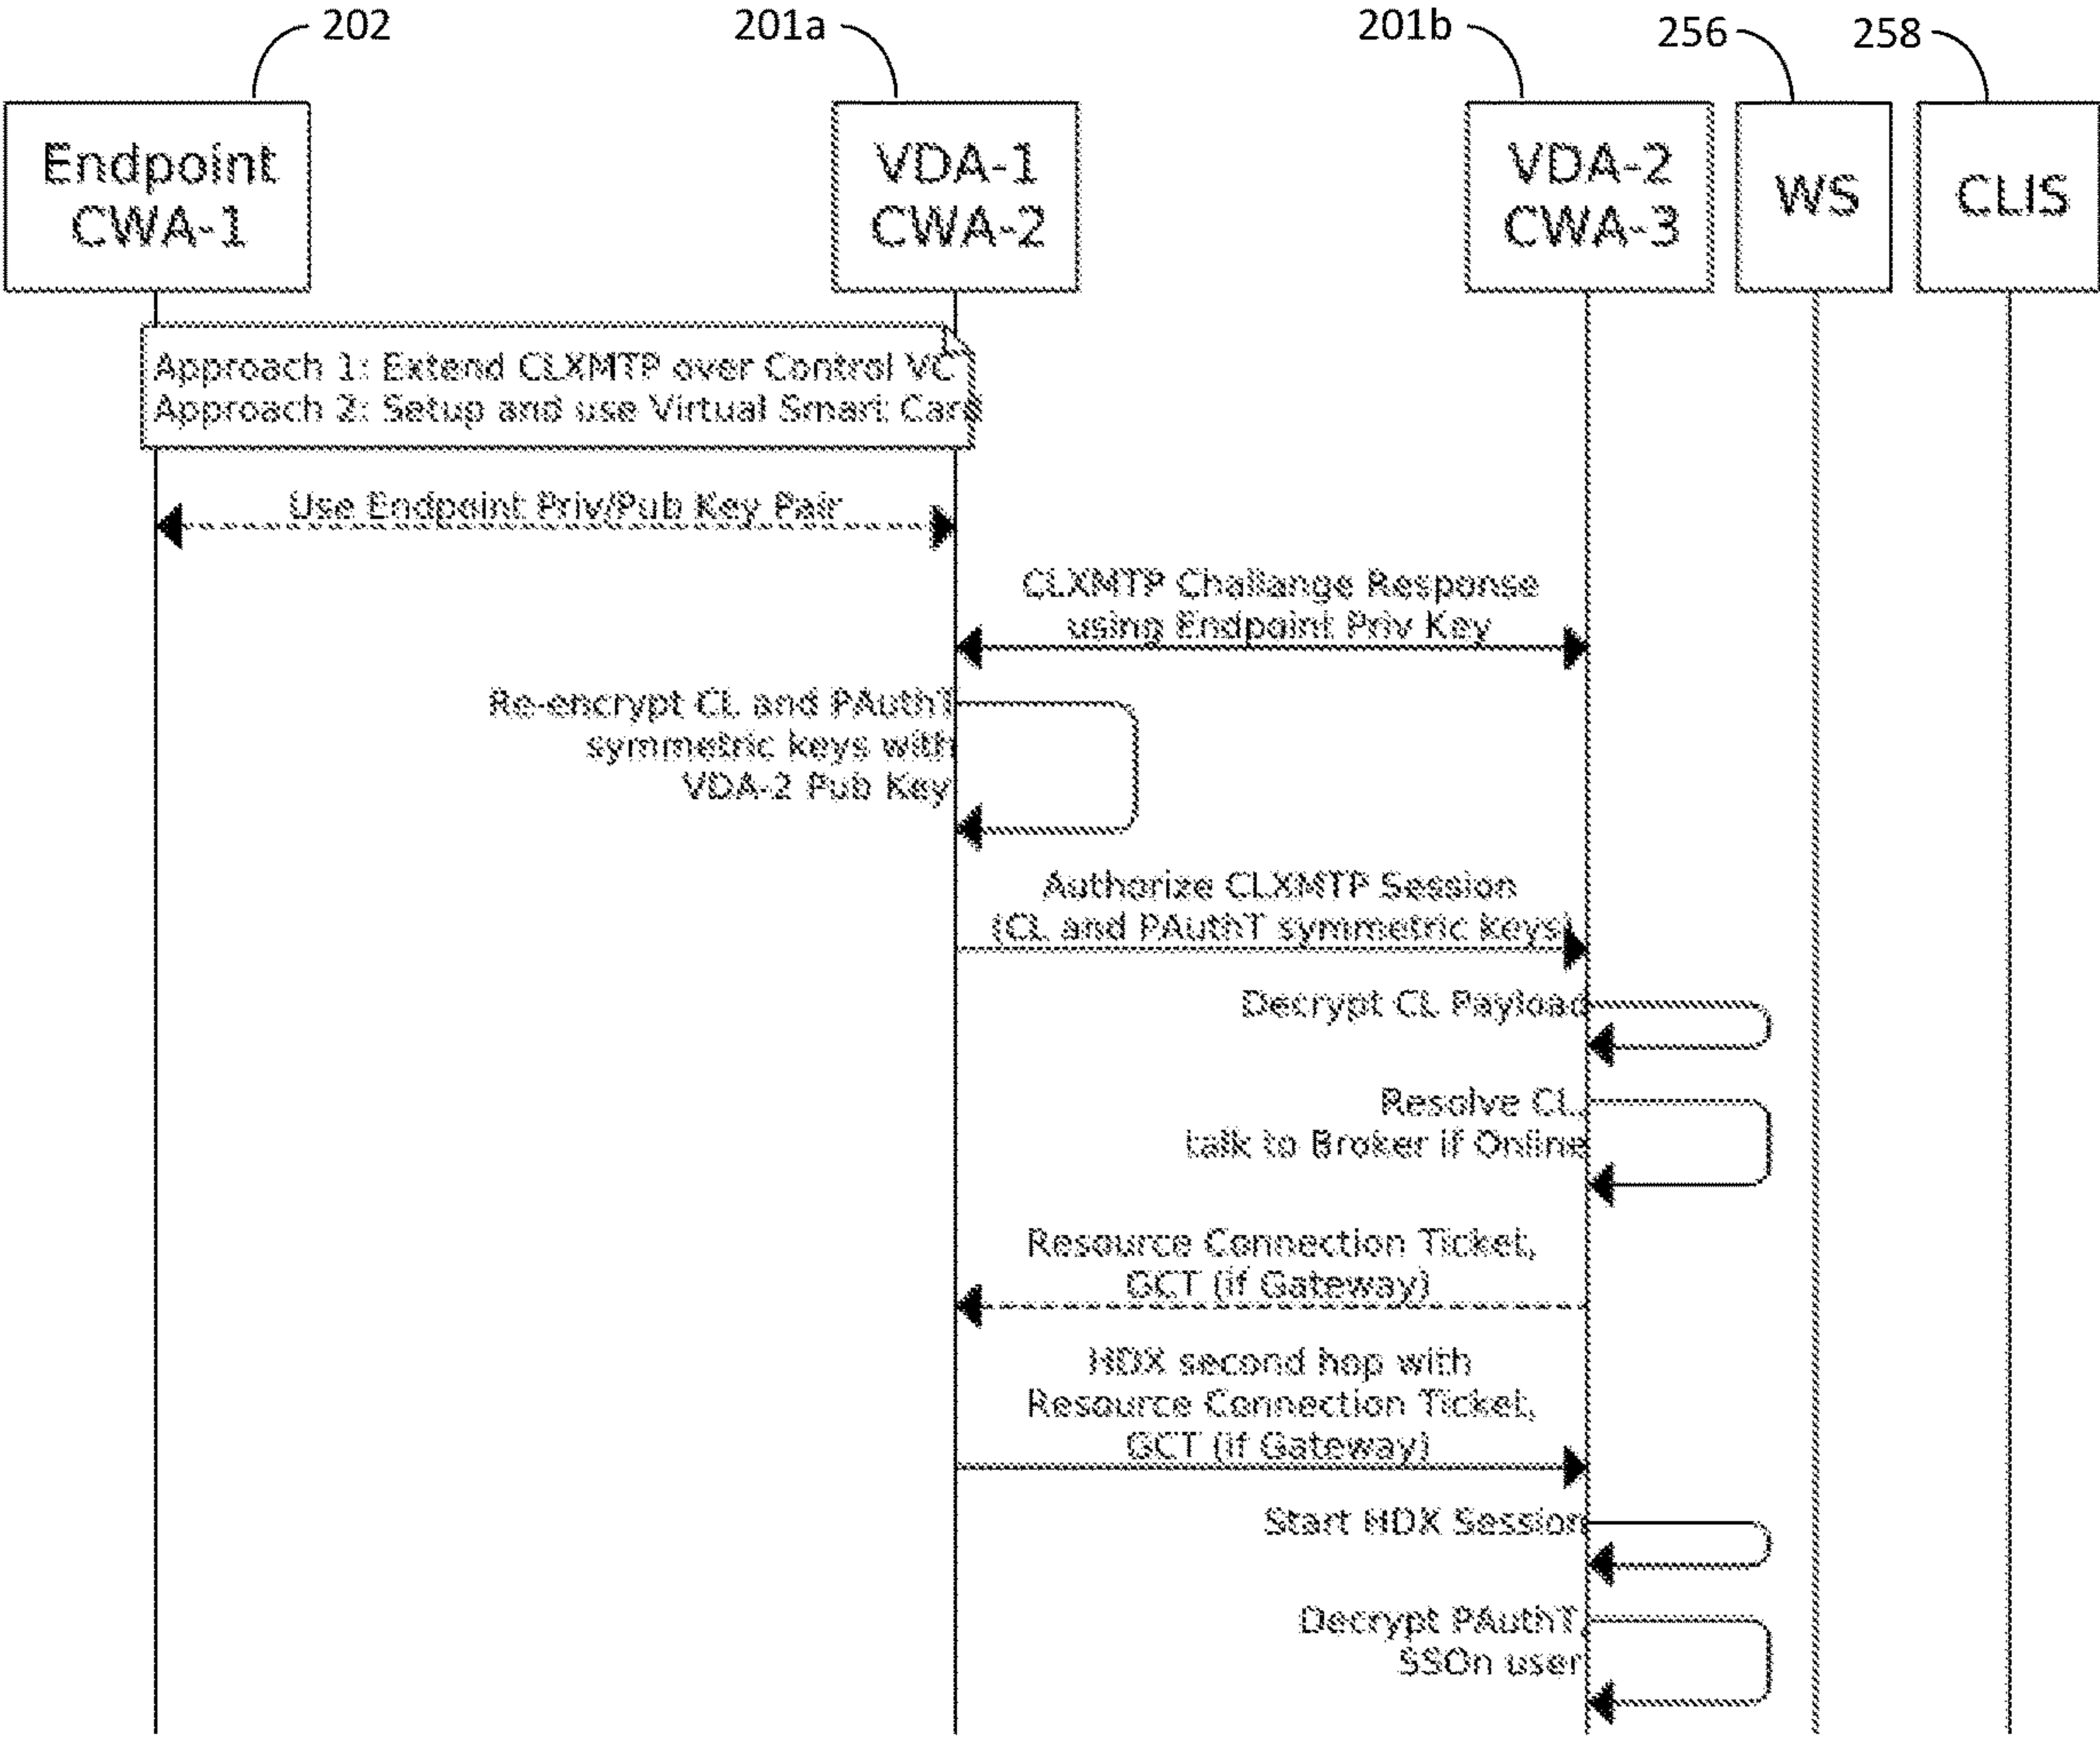 202
201a
201b
256
258
Endpoint
CWA-1
VDA-1
CWA-2
VDA-2
CWA-3
WS
CLIS
Approach 1: Extend CLXMTP over Control VC
Approach 2: Setup and use Virtual Smart Card
Use Endpoint Priv/Pub Key Pair
CLXMTP Challange Response
using Endpoint Priv Key
Re-encrypt CL and PAuthT
symmetric keys with
VDA-2 Pub Key
Authorize CLXMTP Session
(CL and PAuthT symmetric keys)
Decrypt CL Payload
Resolve CL,
talk to Broker if Online
Resource Connection Ticket,
GCT (if Gateway)
HDX second hop with
Resource Connection Ticket,
GCT (if Gateway)
Start HDX Session
Decrypt PAuthT,
SSOn user